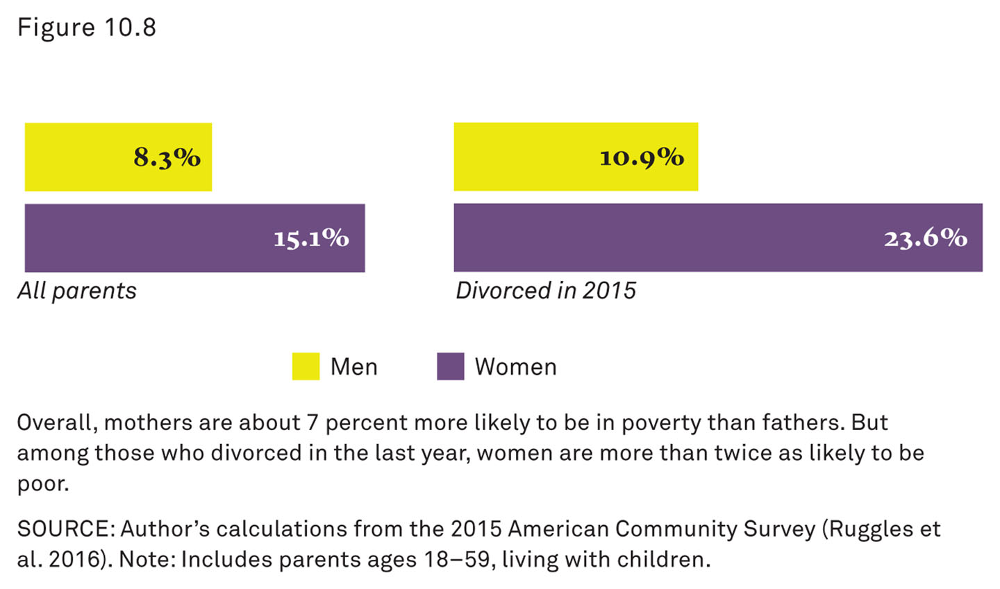 Figure 10.8
8.3%
10.9%
15.1%
23.6%
All parents
Divorced in 2015
Men
Women
Overall, mothers are about 7 percent more likely to be in poverty than fathers. But
among those who divorced in the last year, women are more than twice as likely to be
poor.
SOURCE: Author’s calculations from the 2015 American Community Survey (Ruggles et
al. 2016). Note: Includes parents ages 18–59, living with children.